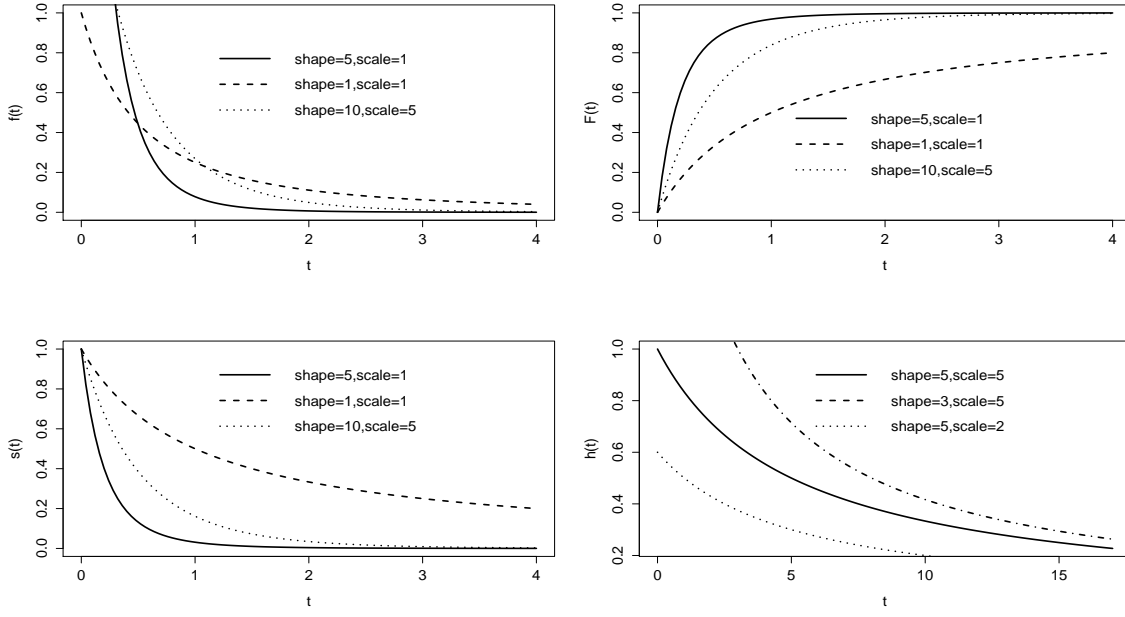 f(t)
1.0
0.8
0.6
0.4
0.2
0.0
shape=5,scale=1
shape=1,scale=1
shape=10,scale=5
0 1 2 3 4
t
F(t)
1.0
0.8
0.6
0.4
0.2
0.0
shape=5,scale=1
shape=1,scale=1
shape=10,scale=5
0 1 2 3 4
t
s(t)
1.0
0.8
0.6
0.4
0.2
0.0
shape=5,scale=1
shape=1,scale=1
shape=10,scale=5
0 1 2 3 4
t
h(t)
1.0
0.8
0.6
0.4
0.2
shape=5,scale=5
shape=3,scale=5
shape=5,scale=2
0 5 10 15
t